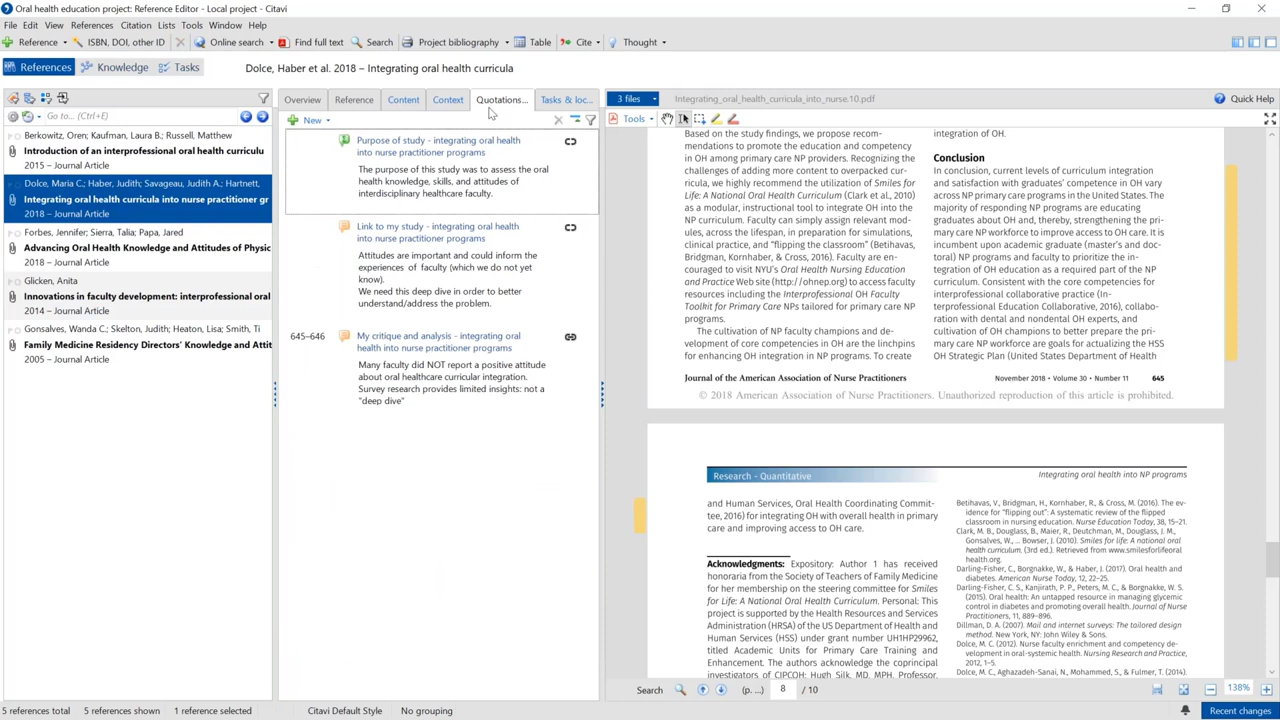 Oral health education project: Reference Editor - Local project - Citavi
File Edit View References Citation Lists Tools Window Help
Reference ISBN, DOI, other ID Online search Find full text Search Project bibliography Table Cite Thought
References Knowledge Tasks
Dolce, Haber et al. 2018 – Integrating oral health curricula
Go to... (Ctrl+E)
Berkowitz, Oren; Kaufman, Laura B.; Russell, Matthew
Introduction of an interprofessional oral health curriculu
2015 – Journal Article
Dolce, Maria C.; Haber, Judith; Savageau, Judith A.; Hartnett,
Integrating oral health curricula into nurse practitioner gr
2018 – Journal Article
Forbes, Jennifer; Sierra, Talia; Papa, Jared
Advancing Oral Health Knowledge and Attitudes of Physic
2018 – Journal Article
Glicken, Anita
Innovations in faculty development: interprofessional oral
2014 – Journal Article
Gonsalves, Wanda C.; Skelton, Judith; Heaton, Lisa; Smith, Ti
Family Medicine Residency Directors' Knowledge and Attit
2005 – Journal Article
Overview Reference Content Context Quotations... Tasks & loc...
New
Purpose of study - integrating oral health
into nurse practitioner programs
The purpose of this study was to assess the oral
health knowledge, skills, and attitudes of
interdisciplinary healthcare faculty.
Link to my study - integrating oral health
into nurse practitioner programs
Attitudes are important and could inform the
experiences of faculty (which we do not yet
know).
We need this deep dive in order to better
understand/address the problem.
645–646
My critique and analysis - integrating oral
health into nurse practitioner programs
Many faculty did NOT report a positive attitude
about oral healthcare curricular integration.
Survey research provides limited insights: not a
"deep dive"
3 files
Integrating_oral_health_curricula_into_nurse.10.pdf
Quick Help
Tools
Based on the study findings, we propose recom-
mendations to promote the education and competency
in OH among primary care NP providers. Recognizing the
challenges of adding more content to overpacked cur-
ricula, we highly recommend the utilization of Smiles for
Life: A National Oral Health Curriculum (Clark et al., 2010)
as a modular, instructional tool to integrate OH into the
NP curriculum. Faculty can simply assign relevant mod-
ules, across the lifespan, in preparation for simulations,
clinical practice, and "flipping the classroom" (Betihavas,
Bridgman, Kornhaber, & Cross, 2016). Faculty are en-
couraged to visit NYU's Oral Health Nursing Education
and Practice Web site (http://ohnep.org) to access faculty
resources including the Interprofessional OH Faculty
Toolkit for Primary Care NPs tailored for primary care NP
programs.
The cultivation of NP faculty champions and de-
velopment of core competencies in OH are the linchpins
for enhancing OH integration in NP programs. To create
integration of OH.
Conclusion
In conclusion, current levels of curriculum integration
and satisfaction with graduates' competence in OH vary
across NP primary care programs in the United States. The
majority of responding NP programs are educating
graduates about OH and, thereby, strengthening the pri-
mary care NP workforce to improve access to OH care. It is
incumbent upon academic graduate (master's and doc-
toral) NP programs and faculty to prioritize the in-
tegration of OH education as a required part of the NP
curriculum. Consistent with the core competencies for
interprofessional collaborative practice (In-
terprofessional Education Collaborative, 2016), collabo-
ration with dental and nondental OH experts, and
cultivation of OH champions to better prepare the pri-
mary care NP workforce are goals for actualizing the HSS
OH Strategic Plan (United States Department of Health
Journal of the American Association of Nurse Practitioners
November 2018 • Volume 30 • Number 11 645
© 2018 American Association of Nurse Practitioners. Unauthorized reproduction of this article is prohibited.
Research - Quantitative
Integrating oral health into NP programs
and Human Services, Oral Health Coordinating Commit-
tee, 2016) for integrating OH with overall health in primary
care and improving access to OH care.
Acknowledgments: Expository: Author 1 has received
honoraria from the Society of Teachers of Family Medicine
for her membership on the steering committee for Smiles
for Life: A National Oral Health Curriculum. Personal: This
project is supported by the Health Resources and Services
Administration (HRSA) of the US Department of Health and
Human Services (HSS) under grant number UH1HP29962,
titled Academic Units for Primary Care Training and
Enhancement. The authors acknowledge the coprincipal
investigators of CIPCOH: Hugh Silk, MD, MPH, Professor,
Betihavas, V., Bridgman, H., Kornhaber, R., & Cross, M. (2016). The ev-
idence for "flipping out": A systematic review of the flipped
classroom in nursing education. Nurse Education Today, 38, 15–21.
Clark, M. B., Douglass, B., Maier, R., Deutchman, M., Douglass, J. M.,
Gonsalves, W., ... Bowser, J. (2010). Smiles for life: A national oral
health curriculum. (3rd ed.). Retrieved from www.smilesforlifeoral
health.org.
Darling-Fisher, C., Borgnakke, W., & Haber, J. (2017). Oral health and
diabetes. American Nurse Today, 12, 22–25.
Darling-Fisher, C. S., Kanjirath, P. P., Peters, M. C., & Borgnakke, W. S.
(2015). Oral health: An untapped resource in managing glycemic
control in diabetes and promoting overall health. Journal of Nurse
Practitioners, 11, 889–896.
Dillman, D. A. (2007). Mail and internet surveys: The tailored design
method. New York, NY: John Wiley & Sons.
Dolce, M. C. (2012). Nurse faculty enrichment and competency de-
velopment in oral-systemic health. Nursing Research and Practice,
2012, 1–5.
Dolce, M. C., Aghazadeh-Sanai, N., Mohammed, S., & Fulmer, T. (2014).
Search (p. ...) 8 / 10 138%
5 references total 5 references shown 1 reference selected Citavi Default Style No grouping Recent changes